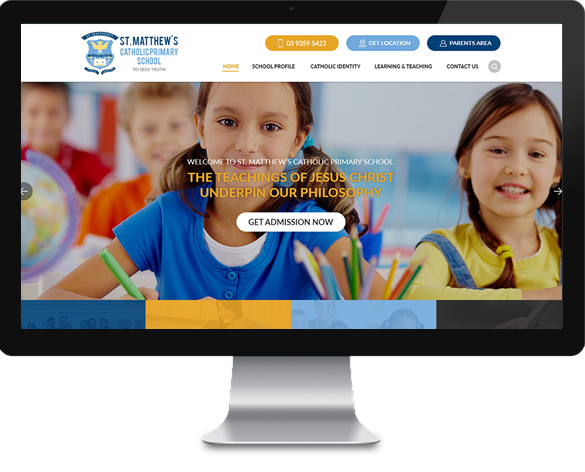 ST. MATTHEW'S
ST.MATTHEW'S
CATHOLIC PRIMARY
SCHOOL
TO SEEK TRUTH
03 9359 5423
GET LOCATION
PARENTS AREA
HOME
SCHOOL PROFILE
CATHOLIC IDENTITY
LEARNING & TEACHING
CONTACT US
WELCOME TO ST. MATTHEW'S CATHOLIC PRIMARY SCHOOL
THE TEACHINGS OF JESUS CHRIST
UNDERPIN OUR PHILOSOPHY
GET ADMISSION NOW